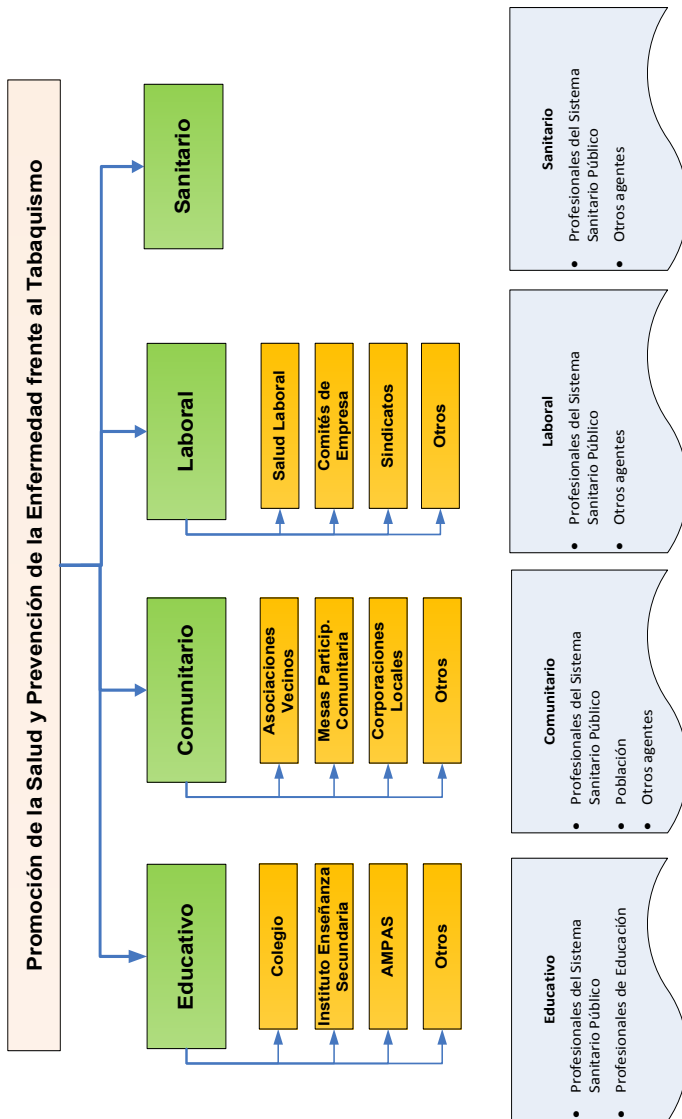 Promoción de la Salud y Prevención de la Enfermedad frente al Tabaquismo
Educativo
Comunitario
Laboral
Sanitario
Colegio
Instituto Enseñanza
Secundaria
AMPAS
Otros
Asociaciones
Vecinos
Mesas Particip.
Comunitaria
Corporaciones
Locales
Otros
Salud Laboral
Comités de
Empresa
Sindicatos
Otros
Educativo
• Profesionales del Sistema
Sanitario Público
• Profesionales de Educación
Comunitario
• Profesionales del Sistema
Sanitario Público
• Población
• Otros agentes
Laboral
• Profesionales del Sistema
Sanitario Público
• Otros agentes
Sanitario
• Profesionales del Sistema
Sanitario Público
• Otros agentes